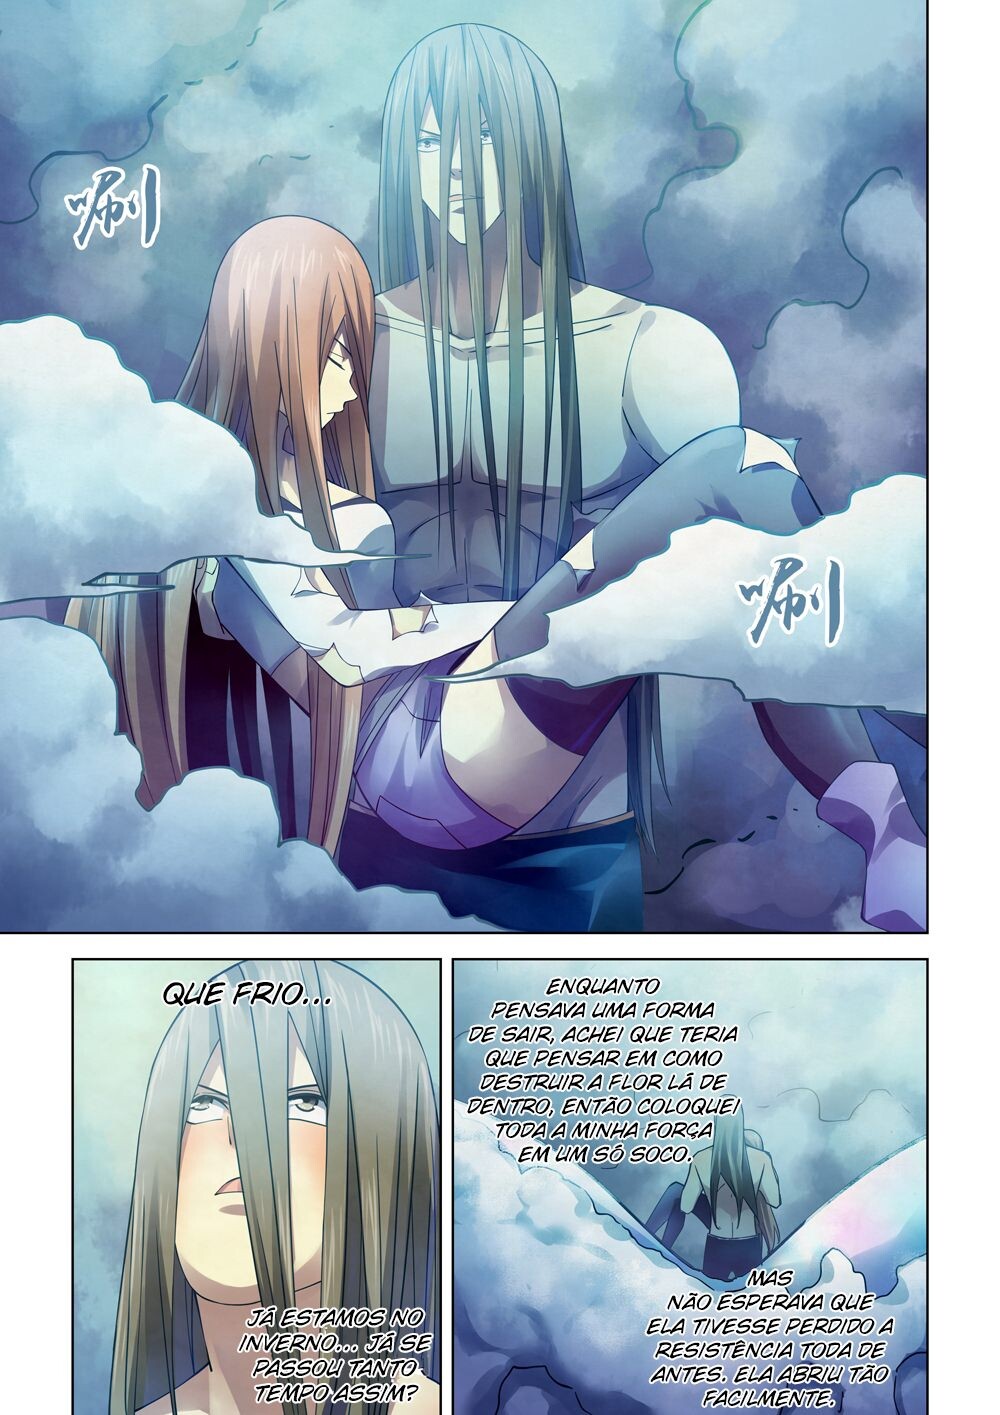 唰
唰
QUE FRIO...
JÁ ESTAMOS NO
INVERNO... JÁ SE
PASSOU TANTO
TEMPO ASSIM?
ENQUANTO
PENSAVA UMA FORMA
DE SAIR, ACHEI QUE TERIA
QUE PENSAR EM COMO
DESTRUIR A FLOR LÁ DE
DENTRO, ENTÃO COLOQUEI
TODA A MINHA FORÇA
EM UM SÓ SOCO.
MAS
NÃO ESPERAVA QUE
ELA TIVESSE PERDIDO A
RESISTÊNCIA TODA DE
ANTES. ELA ABRIU TÃO
FACILMENTE.